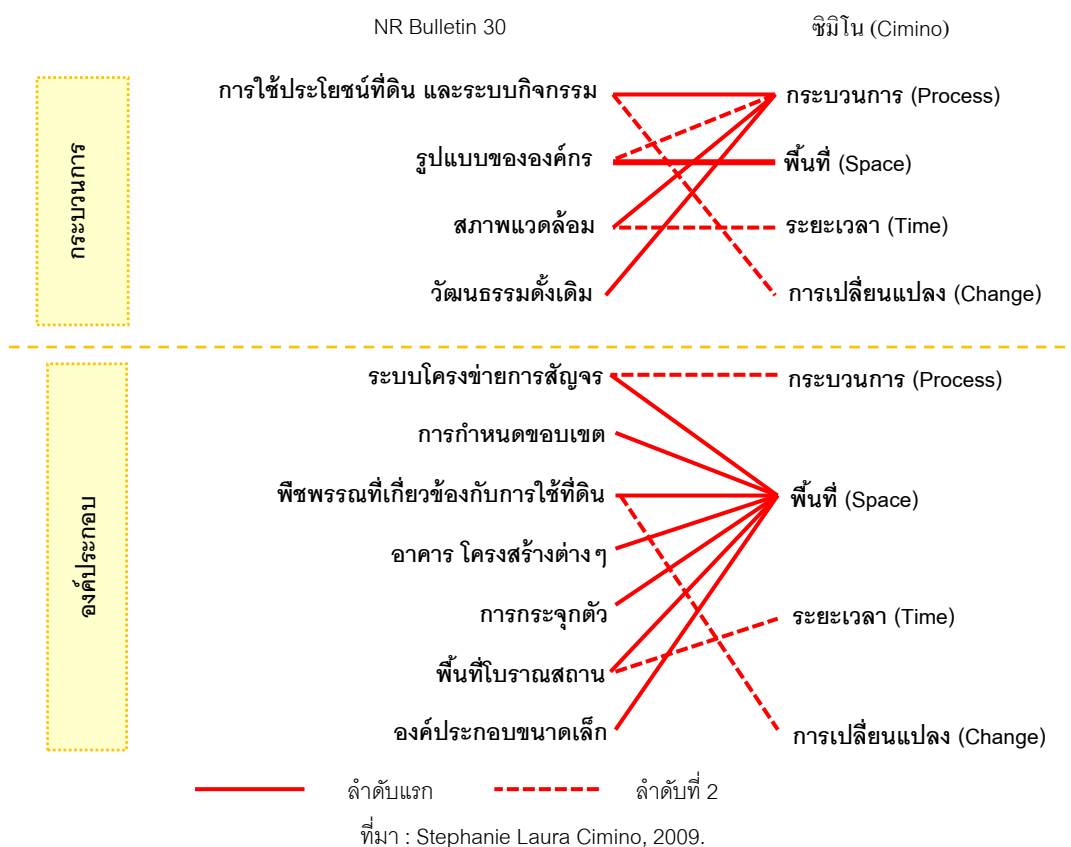 NR Bulletin 30 ซิมิโน (Cimino)
กระบวนการ
การใช้ประโยชน์ที่ดิน และระบบกิจกรรม กระบวนการ (Process)
รูปแบบขององค์กร พื้นที่ (Space)
สภาพแวดล้อม ระยะเวลา (Time)
วัฒนธรรมดั้งเดิม การเปลี่ยนแปลง (Change)
องค์ประกอบ
ระบบโครงข่ายการสัญจร กระบวนการ (Process)
การกำหนดขอบเขต
พืชพรรณที่เกี่ยวข้องกับการใช้ที่ดิน พื้นที่ (Space)
อาคาร โครงสร้างต่างๆ
การกระจุกตัว ระยะเวลา (Time)
พื้นที่โบราณสถาน
องค์ประกอบขนาดเล็ก การเปลี่ยนแปลง (Change)
ลำดับแรก ลำดับที่ 2
ที่มา : Stephanie Laura Cimino, 2009.